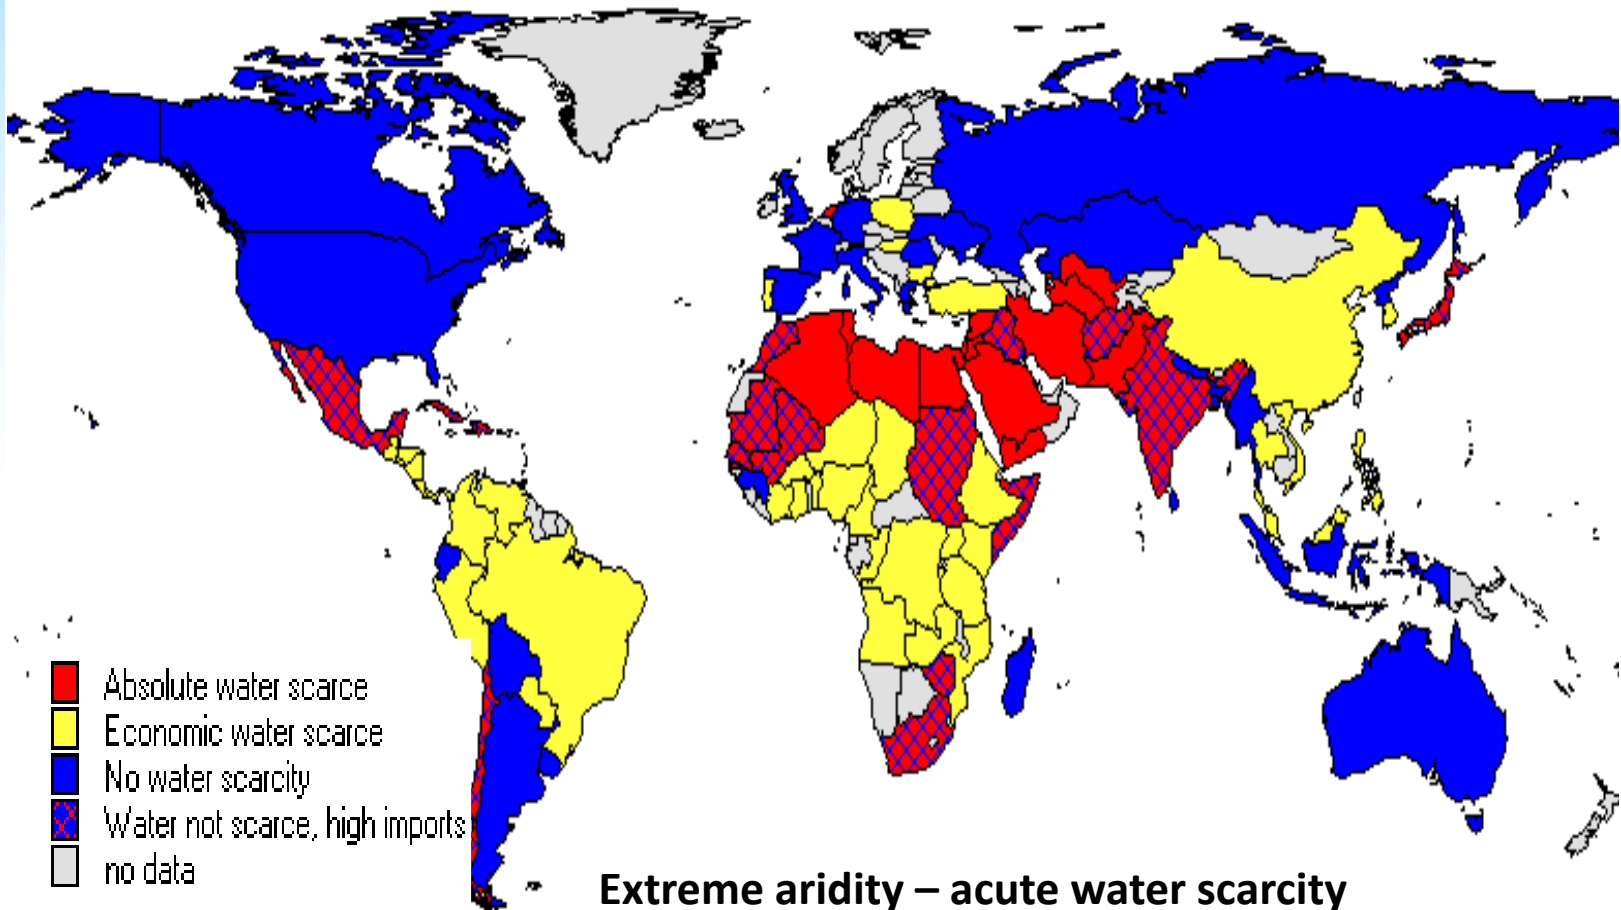 Absolute water scarce
Economic water scarce
No water scarcity
Water not scarce, high imports
no data
Extreme aridity – acute water scarcity